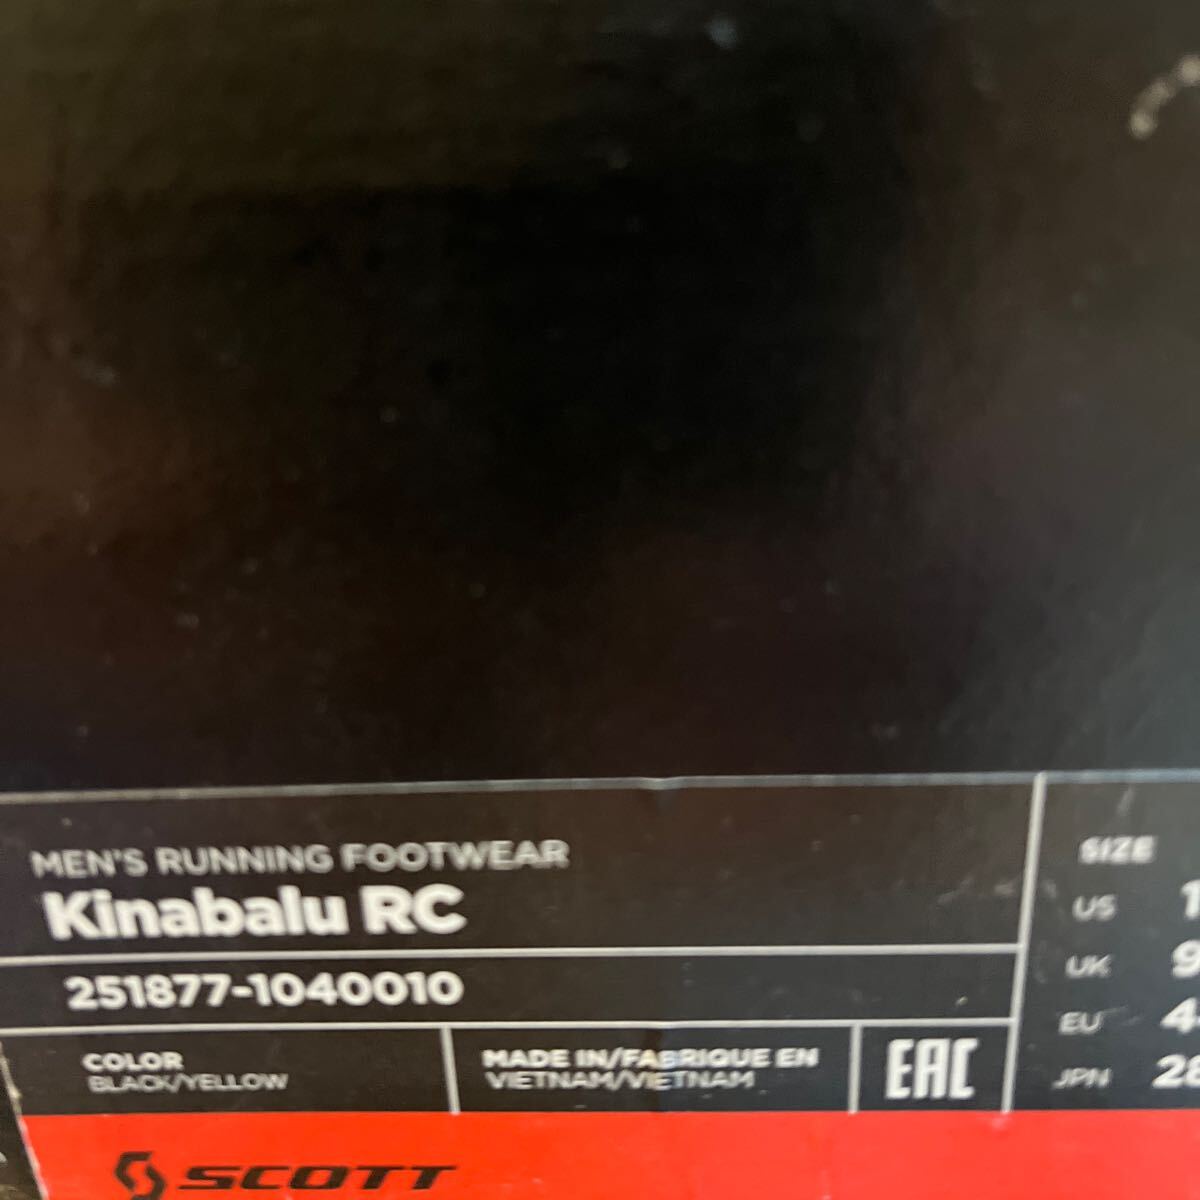 MEN'S RUNNING FOOTWEAR
Kinabalu RC
251877-1040010
COLOR
BLACK/YELLOW
MADE IN/FABRIQUE EN
VIETNAM/VIETNAM
EAC
SIZE
US
UK
EU
JPN
SCOTT